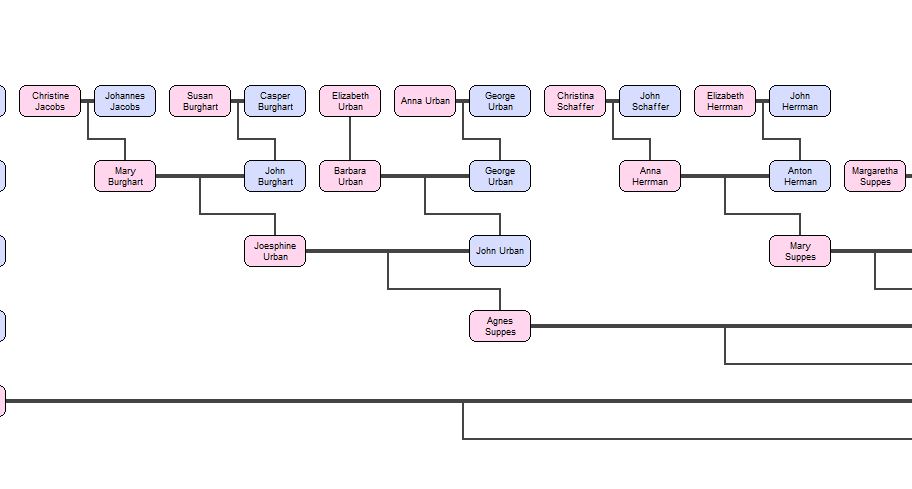 Christine
Jacobs
Johannes
Jacobs
Susan
Burghart
Casper
Burghart
Elizabeth
Urban
Anna Urban
George
Urban
Christina
Schaffer
John
Schaffer
Elizabeth
Herrman
John
Herrman
Mary
Burghart
John
Burghart
Barbara
Urban
George
Urban
Anna
Herrman
Anton
Herman
Margaretha
Suppes
Joesphine
Urban
John Urban
Mary
Suppes
Agnes
Suppes